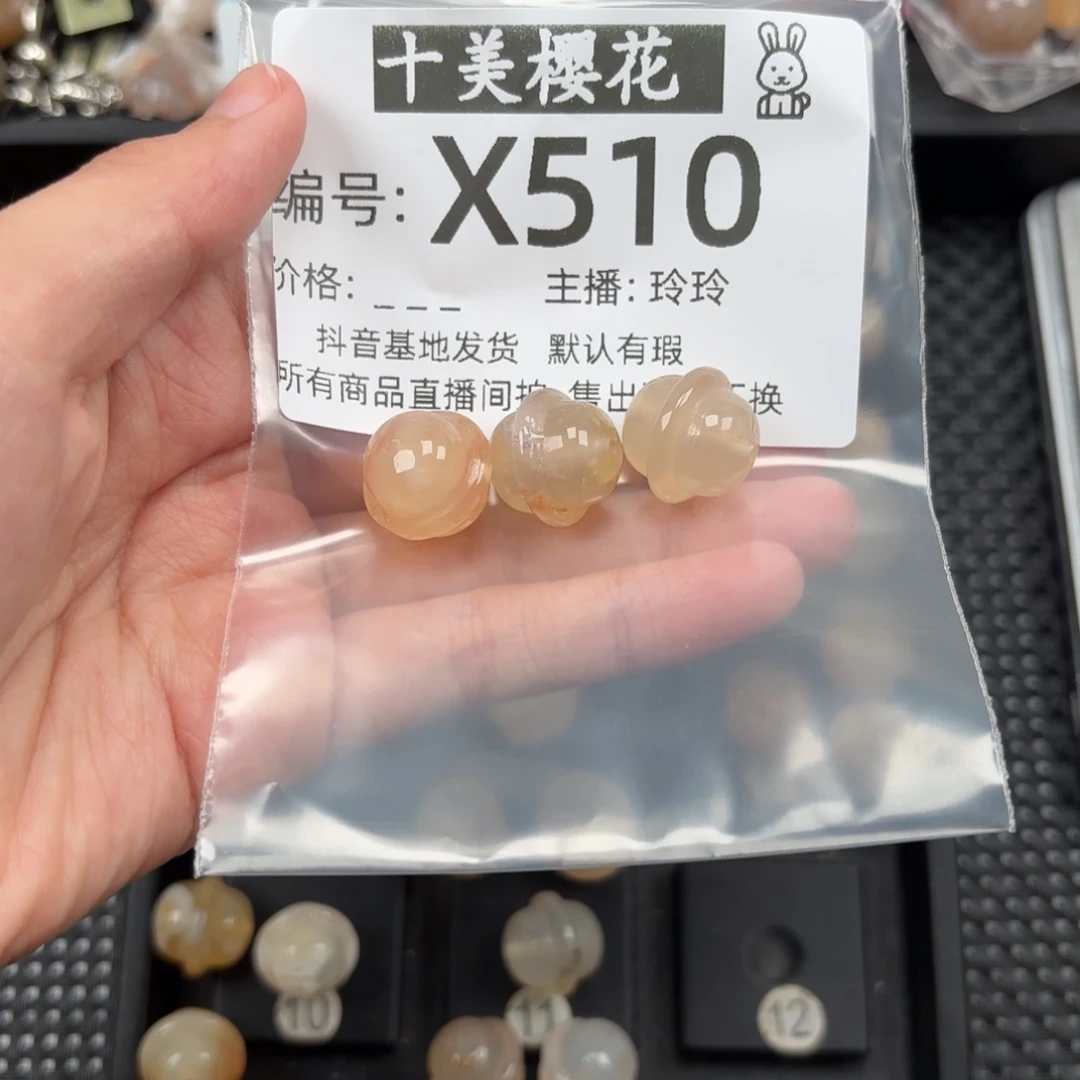 十美樱花
编号: X510
价格: _ _ _ 主播: 玲玲
抖音基地发货 默认有瑕
所有商品直播间拍 售出 换
10
11
12